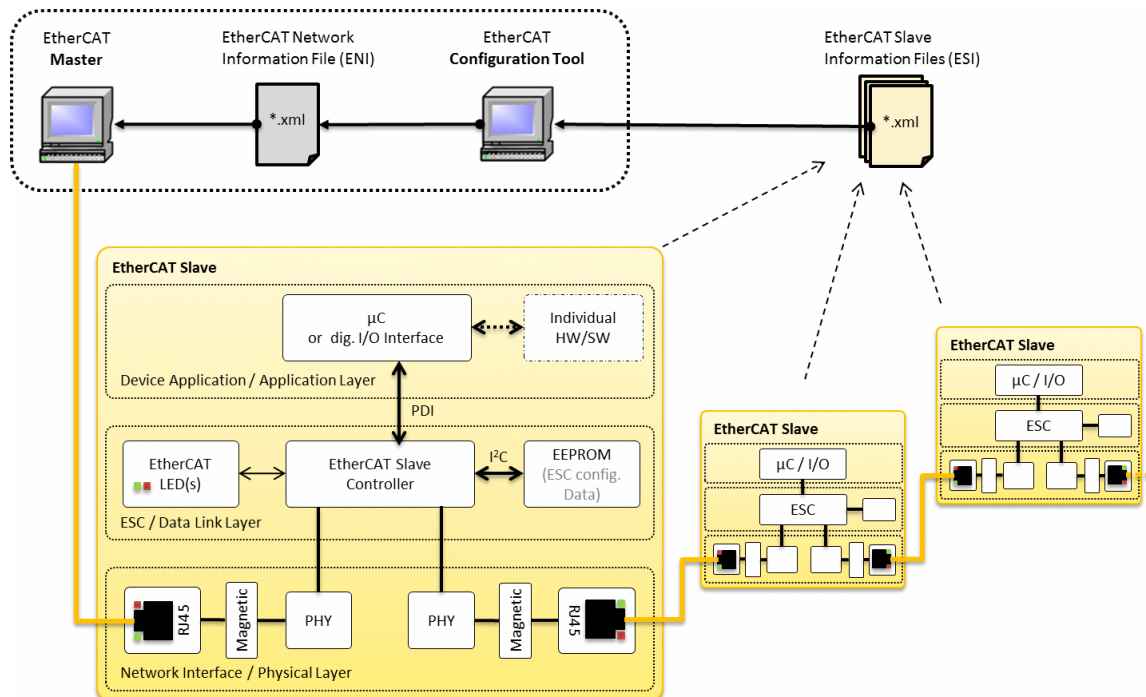 EtherCAT
Master
EtherCAT Network
Information File (ENI)
EtherCAT
Configuration Tool
EtherCAT Slave
Information Files (ESI)
*.xml
*.xml
EtherCAT Slave
µC
or dig. I/O Interface
Individual
HW/SW
Device Application / Application Layer
PDI
EtherCAT
LED(s)
EtherCAT Slave
Controller
I²C
EEPROM
(ESC config.
Data)
ESC / Data Link Layer
RJ45
Magnetic
PHY
PHY
Magnetic
RJ45
Network Interface / Physical Layer
EtherCAT Slave
µC / I/O
ESC
EtherCAT Slave
µC / I/O
ESC